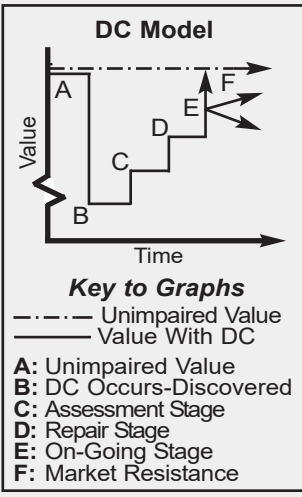 DC Model
A
F
E
D
C
B
Value
Time
Key to Graphs
Unimpaired Value
Value With DC
A: Unimpaired Value
B: DC Occurs-Discovered
C: Assessment Stage
D: Repair Stage
E: On-Going Stage
F: Market Resistance